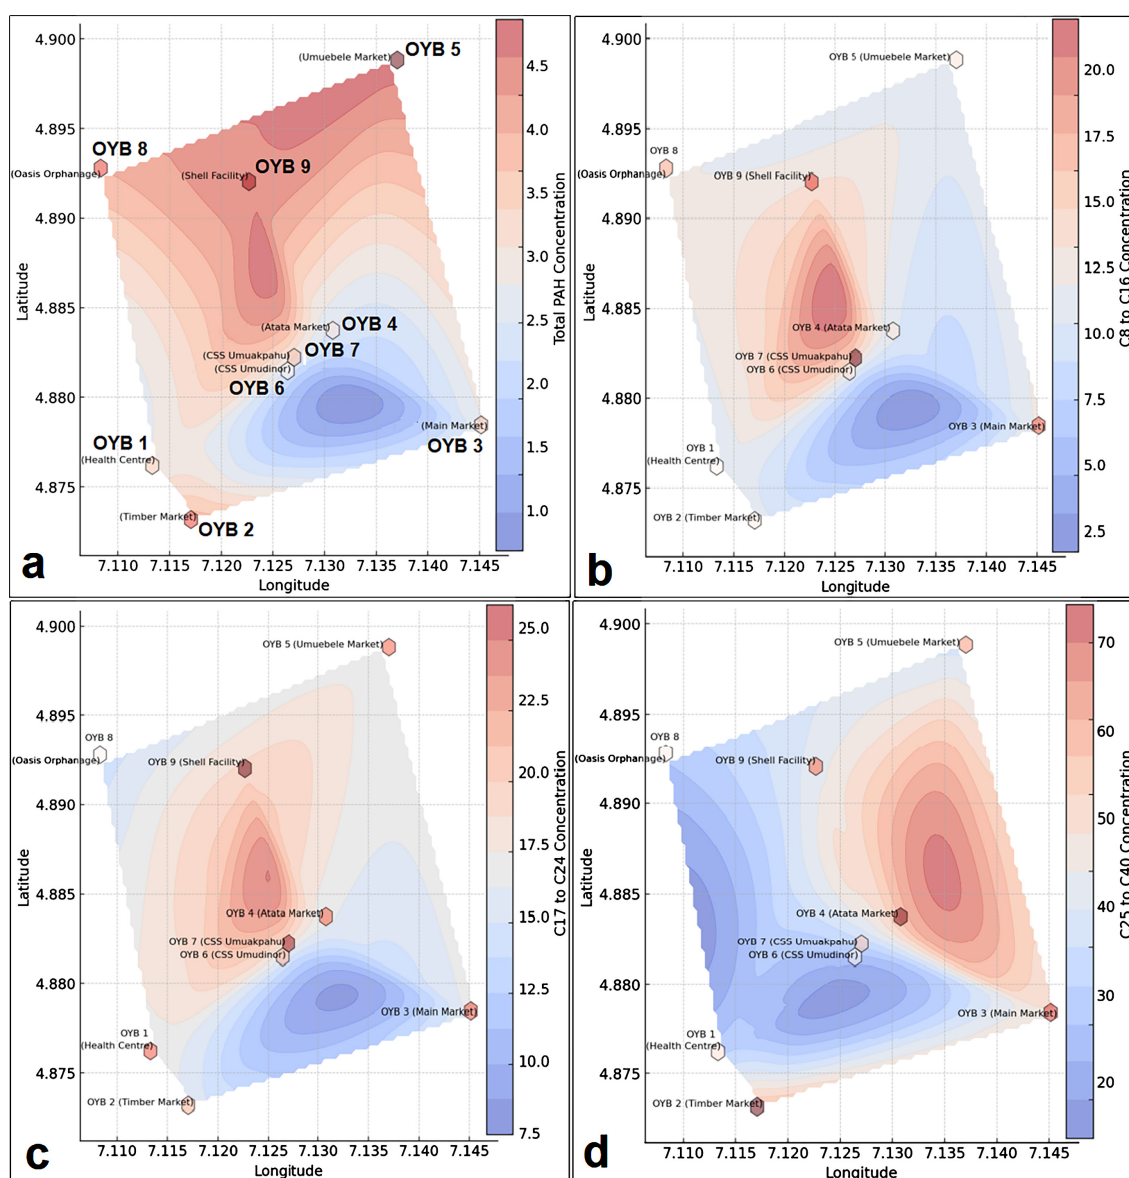 4.900
4.895
4.890
4.885
4.880
4.875
Latitude
7.110 7.115 7.120 7.125 7.130 7.135 7.140 7.145
Longitude
(Umuebele Market) OYB 5
OYB 8
(Oasis Orphanage)
(Shell Facility) OYB 9
(Atata Market) OYB 4
(CSS Umuakpahu) OYB 7
(CSS Umudinor)
OYB 6
(Main Market)
OYB 3
OYB 1
(Health Centre)
(Timber Market) OYB 2
4.5
4.0
3.5
3.0
2.5
2.0
1.5
1.0
Total PAH Concentration
a
4.900
4.895
4.890
4.885
4.880
4.875
Latitude
7.110 7.115 7.120 7.125 7.130 7.135 7.140 7.145
Longitude
OYB 5 (Umuebele Market)
OYB 8
(Oasis Orphanage)
OYB 9 (Shell Facility)
OYB 4 (Atata Market)
OYB 7 (CSS Umuakpahu)
OYB 6 (CSS Umudinor)
OYB 3 (Main Market)
OYB 1
(Health Centre)
OYB 2 (Timber Market)
20.0
17.5
15.0
12.5
10.0
7.5
5.0
2.5
C8 to C16 Concentration
b
4.900
4.895
4.890
4.885
4.880
4.875
Latitude
7.110 7.115 7.120 7.125 7.130 7.135 7.140 7.145
Longitude
OYB 5 (Umuebele Market)
OYB 8
(Oasis Orphanage)
OYB 9 (Shell Facility)
OYB 4 (Atata Market)
OYB 7 (CSS Umuakpahu)
OYB 6 (CSS Umudinor)
OYB 3 (Main Market)
OYB 1
(Health Centre)
OYB 2 (Timber Market)
25.0
22.5
20.0
17.5
15.0
12.5
10.0
7.5
C17 to C24 Concentration
c
4.900
4.895
4.890
4.885
4.880
4.875
Latitude
7.110 7.115 7.120 7.125 7.130 7.135 7.140 7.145
Longitude
OYB 5 (Umuebele Market)
OYB 8
(Oasis Orphanage)
OYB 9 (Shell Facility)
OYB 4 (Atata Market)
OYB 7 (CSS Umuakpahu)
OYB 6 (CSS Umudinor)
OYB 3 (Main Market)
OYB 1
(Health Centre)
OYB 2 (Timber Market)
70
60
50
40
30
20
C25 to C40 Concentration
d